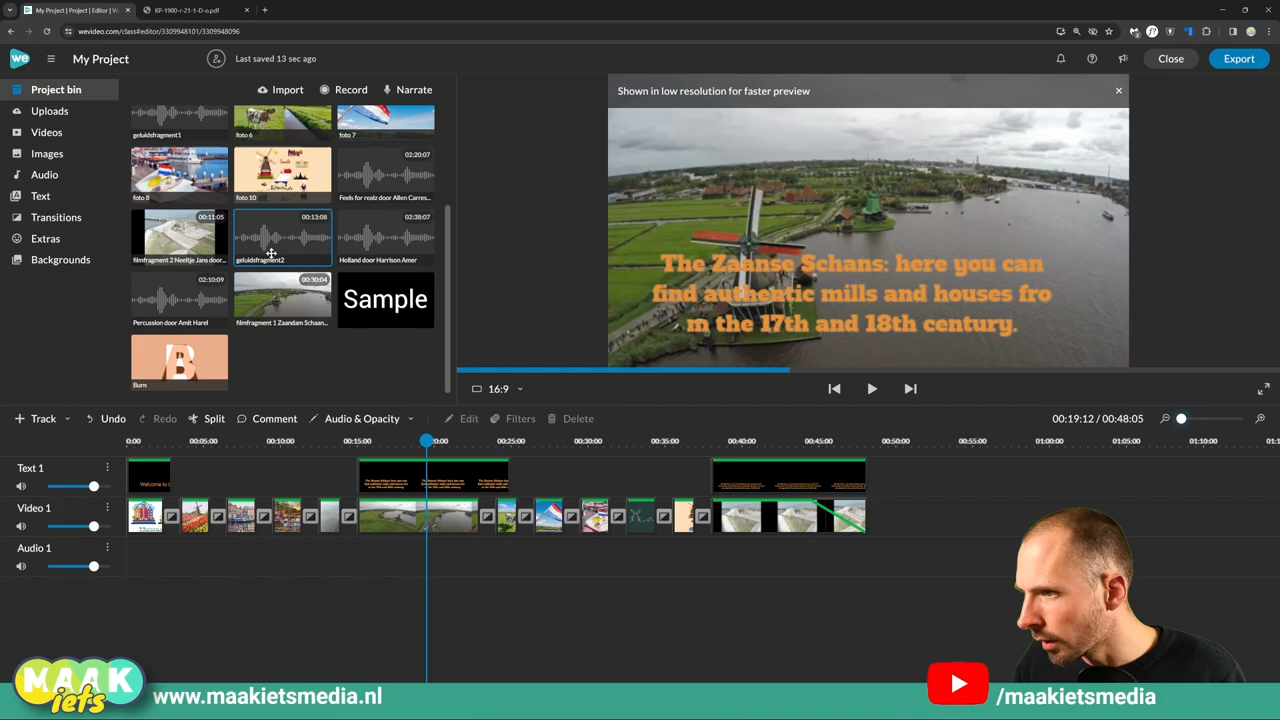 My Project | Project | Editor | W
KP-1900-r-21-1-D-o.pdf
wevideo.com/class#editor/3309948101/3309948096
we
My Project
Last saved 13 sec ago
Close
Export
Project bin
Uploads
Videos
Images
Audio
Text
Transitions
Extras
Backgrounds
Import
Record
Narrate
geluidsfragment1
foto 6
foto 7
02:20:07
foto 8
foto 10
Feels for realz door Allen Carres...
00:11:05
00:13:08
02:38:07
filmfragment 2 Neeltje Jans door...
geluidsfragment2
Holland door Harrison Amer
02:10:09
00:30:04
Sample
Percussion door Amit Harel
filmfragment 1 Zaandam Schaan...
Burn
Shown in low resolution for faster preview
The Zaanse Schans: here you can
find authentic mills and houses fro
m the 17th and 18th century.
16:9
Track
Undo
Redo
Split
Comment
Audio & Opacity
Edit
Filters
Delete
00:19:12 / 00:48:05
0:00
00:05:00
00:10:00
00:15:00
20:00
00:25:00
00:30:00
00:35:00
00:40:00
00:45:00
00:50:00
00:55:00
01:00:00
01:05:00
01:10:00
Text 1
Welcome to t
Video 1
Audio 1
MAAK
iets
www.maakietsmedia.nl
/maakietsmedia